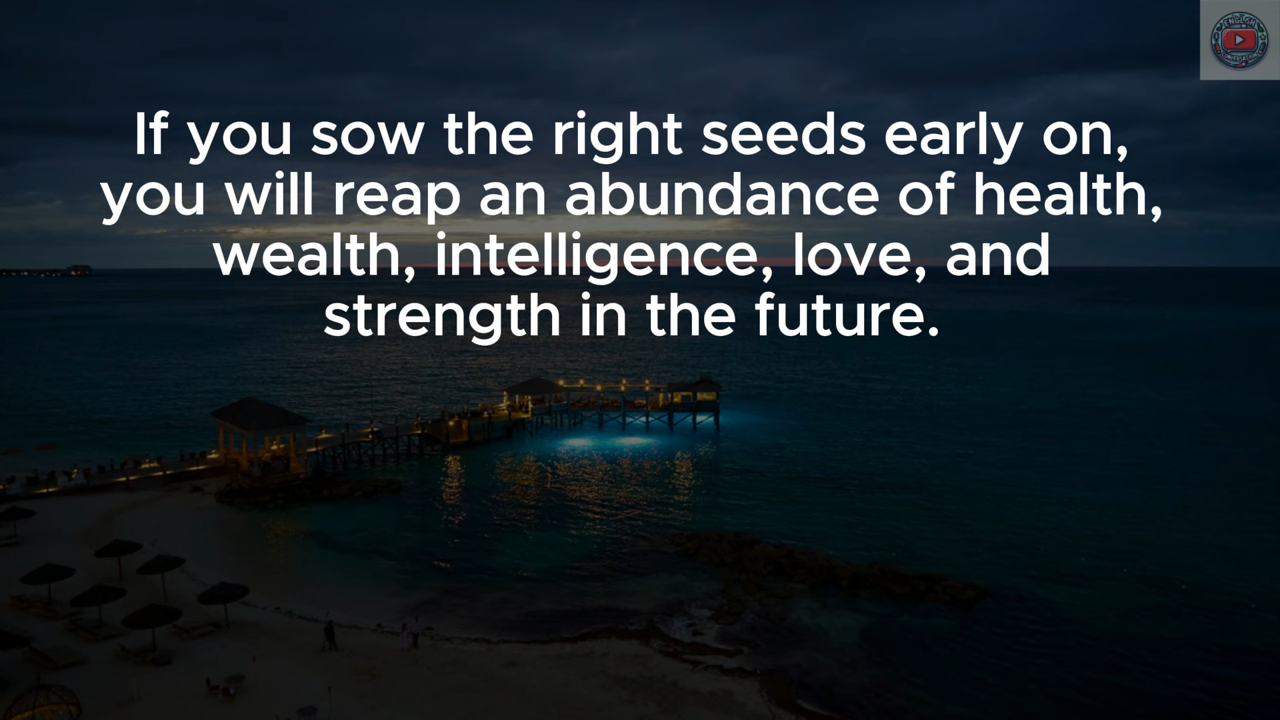 If you sow the right seeds early on,
you will reap an abundance of health,
wealth, intelligence, love, and
strength in the future.